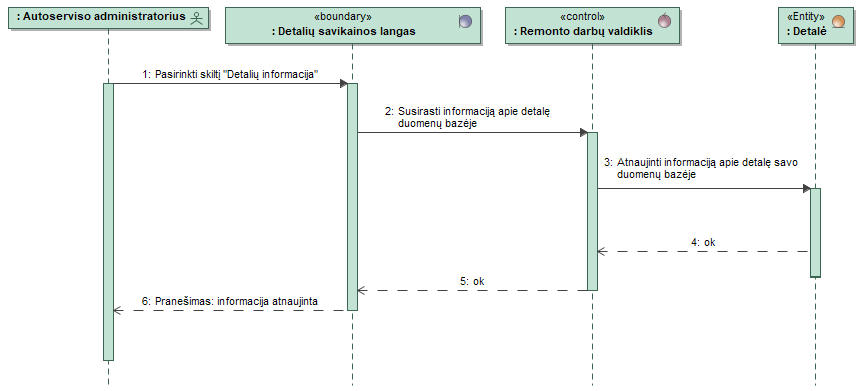 : Autoserviso administratorius
«boundary»
: Detalių savikainos langas
«control»
: Remonto darbų valdiklis
«Entity»
: Detalė
1: Pasirinkti skiltį "Detalių informacija"
2: Susirasti informaciją apie detalę
duomenų bazėje
3: Atnaujinti informaciją apie detalę savo
duomenų bazėje
4: ok
5: ok
6: Pranešimas: informacija atnaujinta